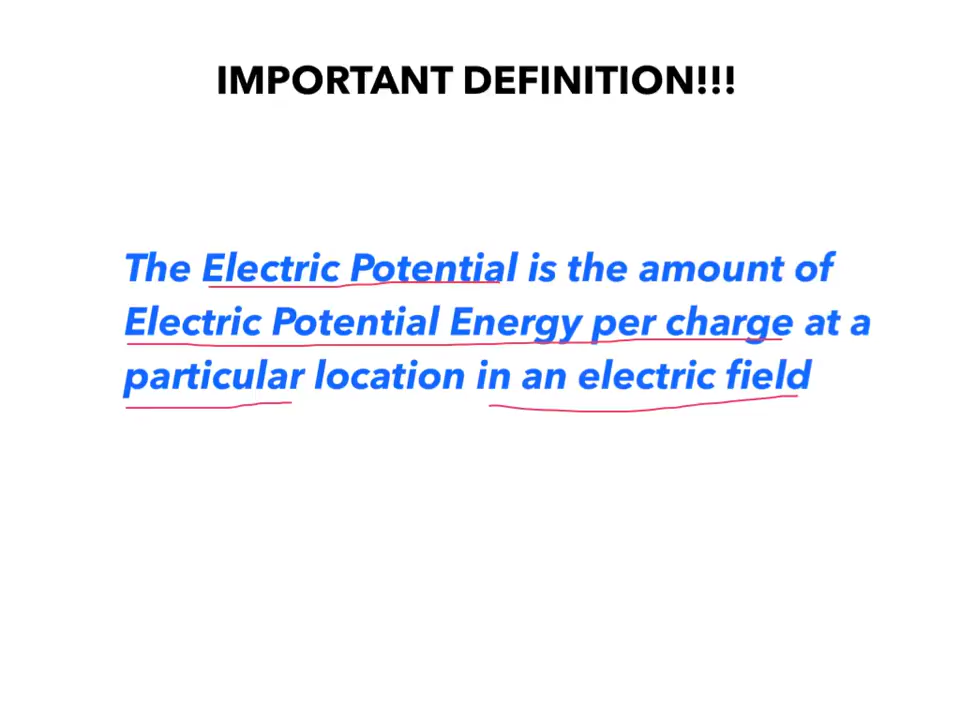 IMPORTANT DEFINITION!!!
The Electric Potential is the amount of
Electric Potential Energy per charge at a
particular location in an electric field